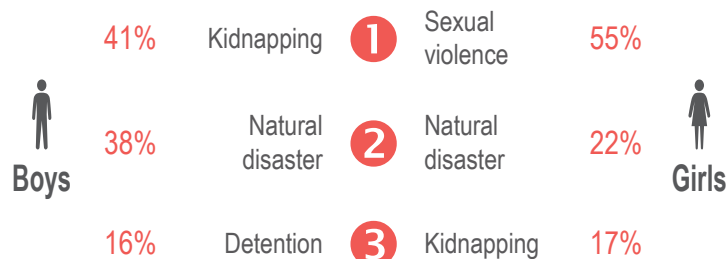 41% Kidnapping 1 Sexual violence 55%
Boys 38% Natural disaster 2 Natural disaster 22% Girls
16% Detention 3 Kidnapping 17%